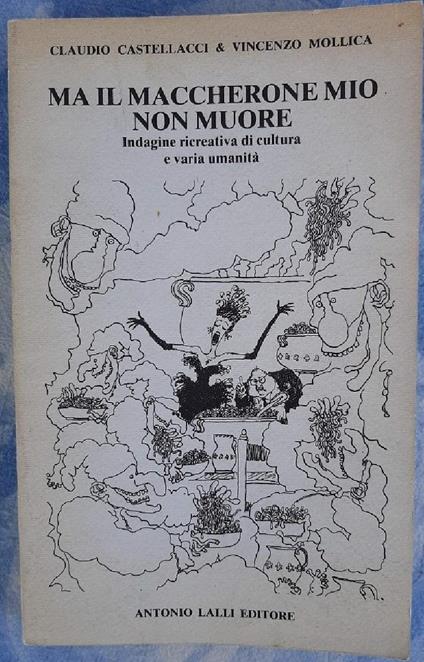 CLAUDIO CASTELLACCI & VINCENZO MOLLICA
MA IL MACCHERONE MIO
NON MUORE
Indagine ricreativa di cultura
e varia umanità
ANTONIO LALLI EDITORE